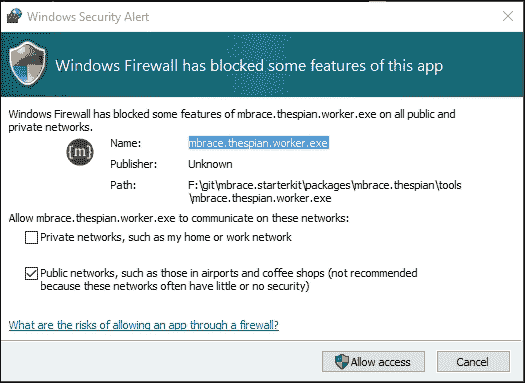 Windows Security Alert
Windows Firewall has blocked some features of this app
Windows Firewall has blocked some features of mbrace.thespian.worker.exe on all public and
private networks.
{m}
Name: mbrace.thespian.worker.exe
Publisher: Unknown
Path: F:\git\mbrace.starterkit\packages\mbrace.thespian\tools
\mbrace.thespian.worker.exe
Allow mbrace.thespian.worker.exe to communicate on these networks:
Private networks, such as my home or work network
Public networks, such as those in airports and coffee shops (not recommended
because these networks often have little or no security)
What are the risks of allowing an app through a firewall?
Allow access Cancel